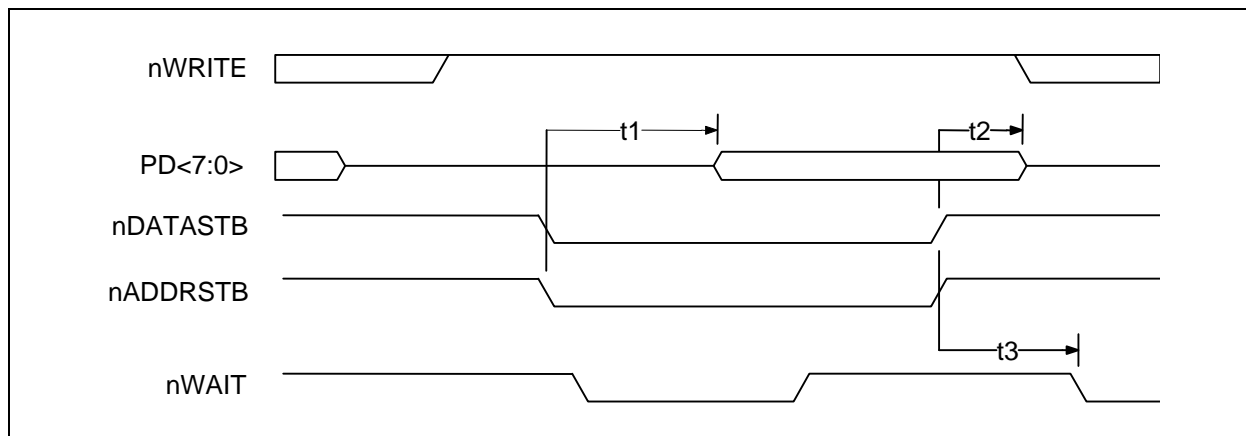 nWRITE
t1
t2
PD<7:0>
nDATASTB
nADDRSTB
t3
nWAIT